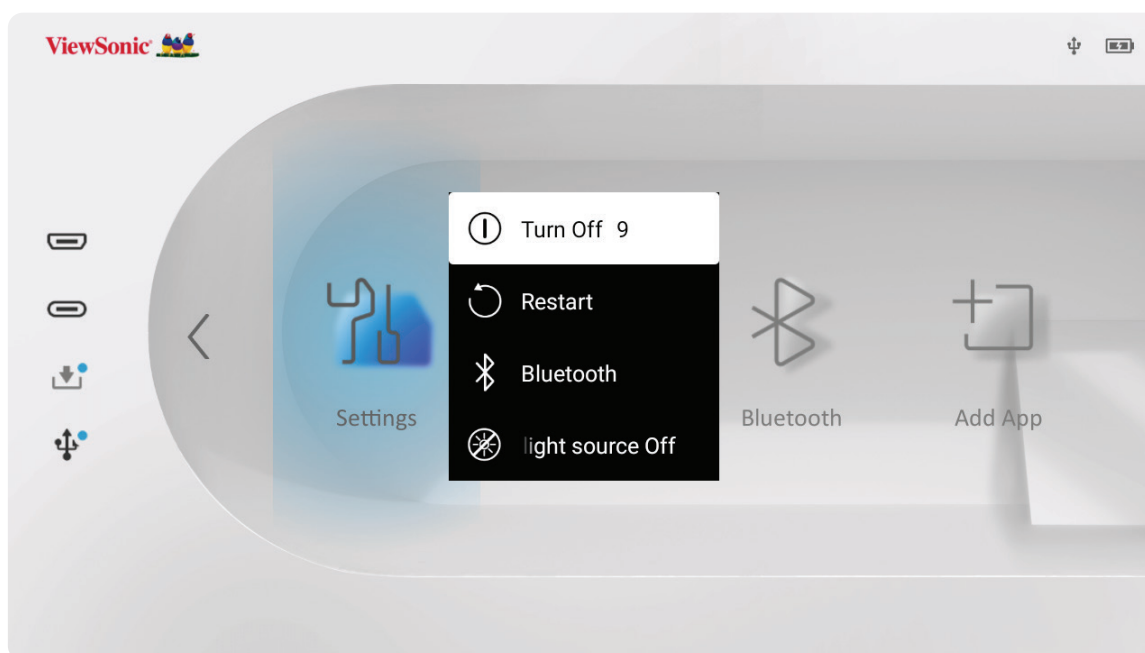 ViewSonic
Turn Off 9
Restart
Bluetooth
light source Off
Settings
Bluetooth
Add App